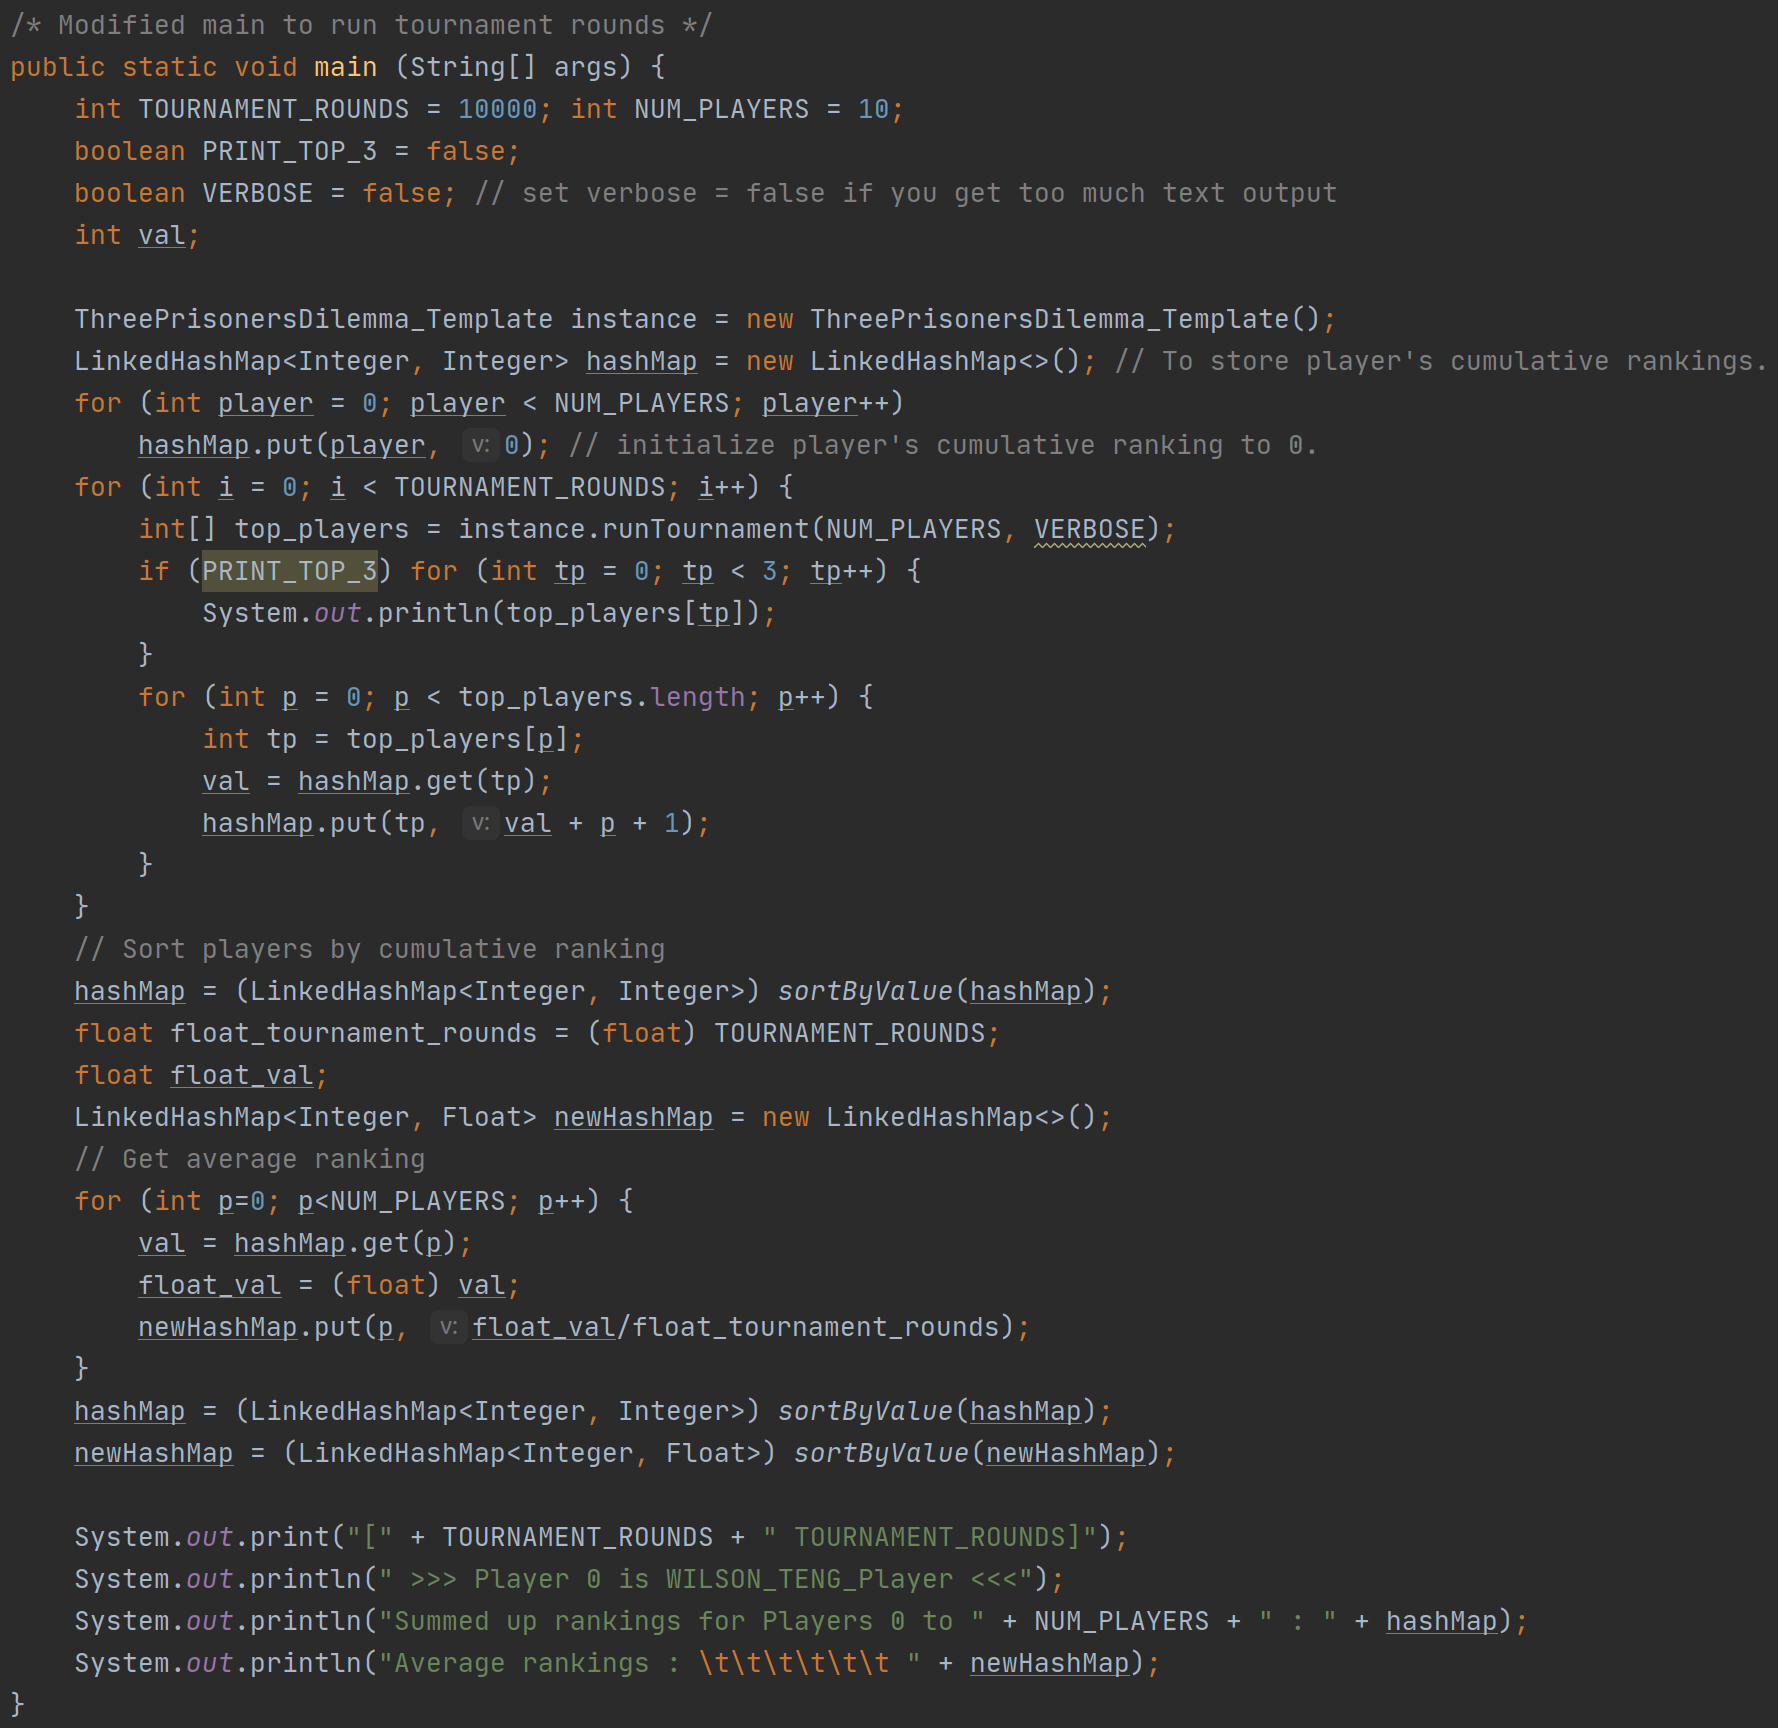 /* Modified main to run tournament rounds */
public static void main (String[] args) {
    int TOURNAMENT_ROUNDS = 10000; int NUM_PLAYERS = 10;
    boolean PRINT_TOP_3 = false;
    boolean VERBOSE = false; // set verbose = false if you get too much text output
    int val;

    ThreePrisonersDilemma_Template instance = new ThreePrisonersDilemma_Template();
    LinkedHashMap<Integer, Integer> hashMap = new LinkedHashMap<>(); // To store player's cumulative rankings.
    for (int player = 0; player < NUM_PLAYERS; player++)
        hashMap.put(player, v: 0); // initialize player's cumulative ranking to 0.
    for (int i = 0; i < TOURNAMENT_ROUNDS; i++) {
        int[] top_players = instance.runTournament(NUM_PLAYERS, VERBOSE);
        if (PRINT_TOP_3) for (int tp = 0; tp < 3; tp++) {
            System.out.println(top_players[tp]);
        }
        for (int p = 0; p < top_players.length; p++) {
            int tp = top_players[p];
            val = hashMap.get(tp);
            hashMap.put(tp, v: val + p + 1);
        }
    }
    // Sort players by cumulative ranking
    hashMap = (LinkedHashMap<Integer, Integer>) sortByValue(hashMap);
    float float_tournament_rounds = (float) TOURNAMENT_ROUNDS;
    float float_val;
    LinkedHashMap<Integer, Float> newHashMap = new LinkedHashMap<>();
    // Get average ranking
    for (int p=0; p<NUM_PLAYERS; p++) {
        val = hashMap.get(p);
        float_val = (float) val;
        newHashMap.put(p, v: float_val/float_tournament_rounds);
    }
    hashMap = (LinkedHashMap<Integer, Integer>) sortByValue(hashMap);
    newHashMap = (LinkedHashMap<Integer, Float>) sortByValue(newHashMap);

    System.out.print("[" + TOURNAMENT_ROUNDS + " TOURNAMENT_ROUNDS]");
    System.out.println(" >>> Player 0 is WILSON_TENG_Player <<<");
    System.out.println("Summed up rankings for Players 0 to " + NUM_PLAYERS + " : " + hashMap);
    System.out.println("Average rankings : \t\t\t\t\t\t " + newHashMap);
}